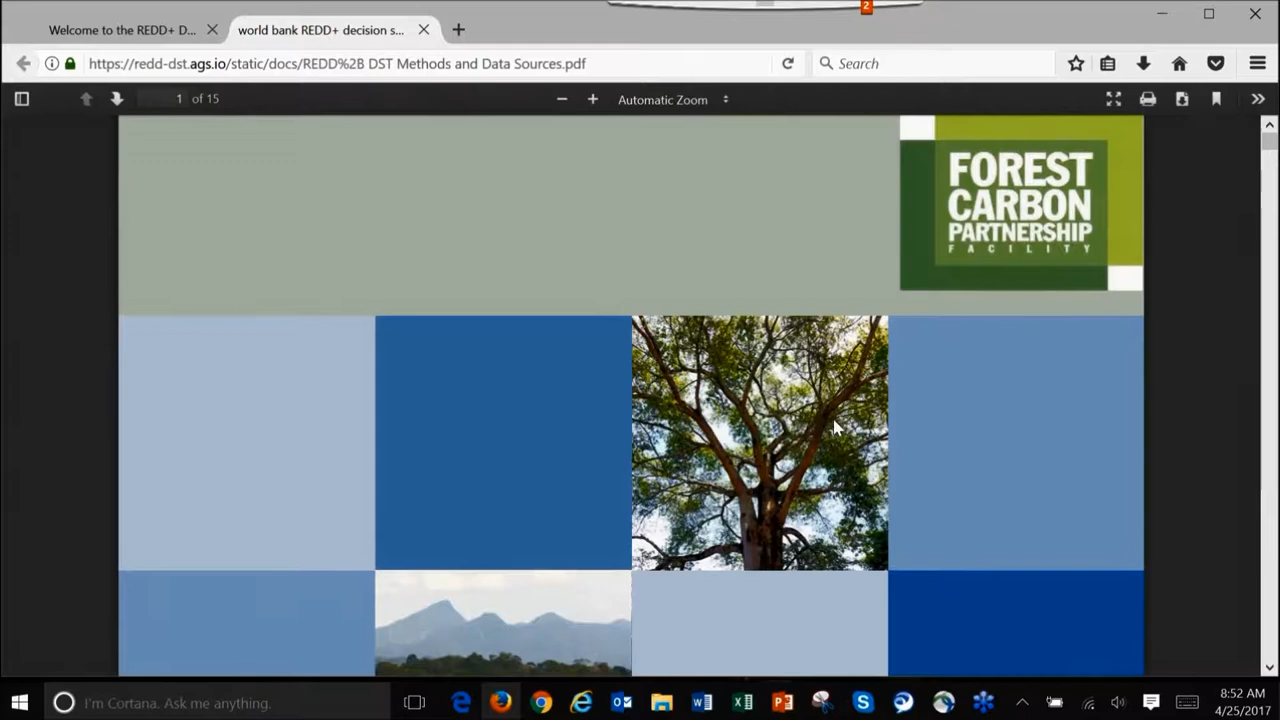 2
Welcome to the REDD+ D...
world bank REDD+ decision s...
https://redd-dst.ags.io/static/docs/REDD%2B DST Methods and Data Sources.pdf
Search
1 of 15
Automatic Zoom
FOREST
CARBON
PARTNERSHIP
FACILITY
I'm Cortana. Ask me anything.
8:52 AM
4/25/2017